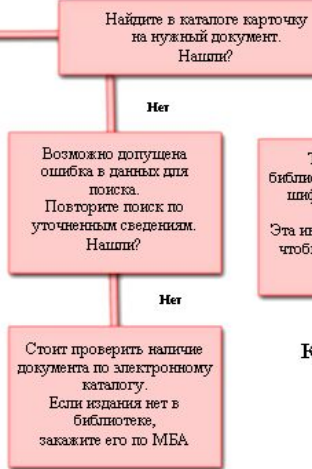 Найдите в каталоге карточку
на нужный документ.
Нашли?
Нет
Возможно допущена
ошибка в данных для
поиска.
Повторите поиск по
уточненным сведениям.
Нашли?
Нет
Стоит проверить наличие
документа по электронному
каталогу.
Если издания нет в
библиотеке,
закажите его по МБА
Эта